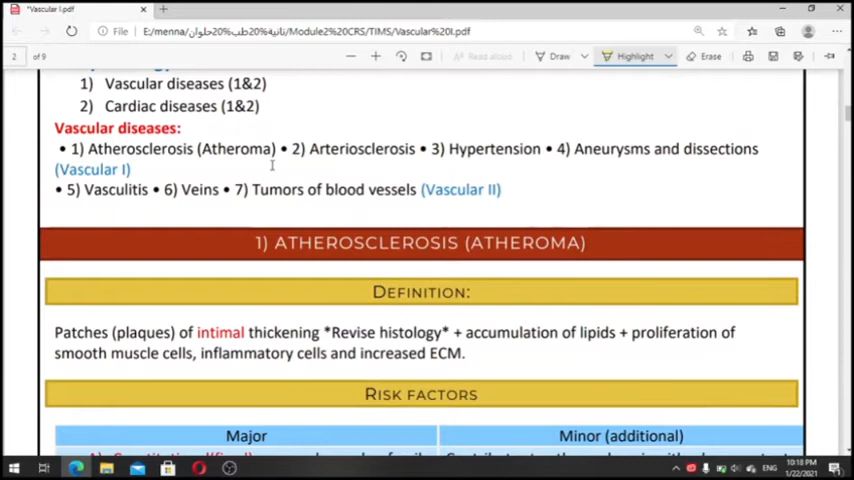 *Vascular I.pdf
File
E:/menna/ثانية%20طب%20حلوان/Module2%20CRS/TIMS/Vascular%20I.pdf
2 of 9
Read aloud
Draw
Highlight
Erase
1) Vascular diseases (1&2)
2) Cardiac diseases (1&2)
Vascular diseases:
• 1) Atherosclerosis (Atheroma) • 2) Arteriosclerosis • 3) Hypertension • 4) Aneurysms and dissections
(Vascular I)
• 5) Vasculitis • 6) Veins • 7) Tumors of blood vessels (Vascular II)
1) ATHEROSCLEROSIS (ATHEROMA)
DEFINITION:
Patches (plaques) of intimal thickening *Revise histology* + accumulation of lipids + proliferation of
smooth muscle cells, inflammatory cells and increased ECM.
RISK FACTORS
Major
Minor (additional)
ENG
10:18 PM
1/22/2021